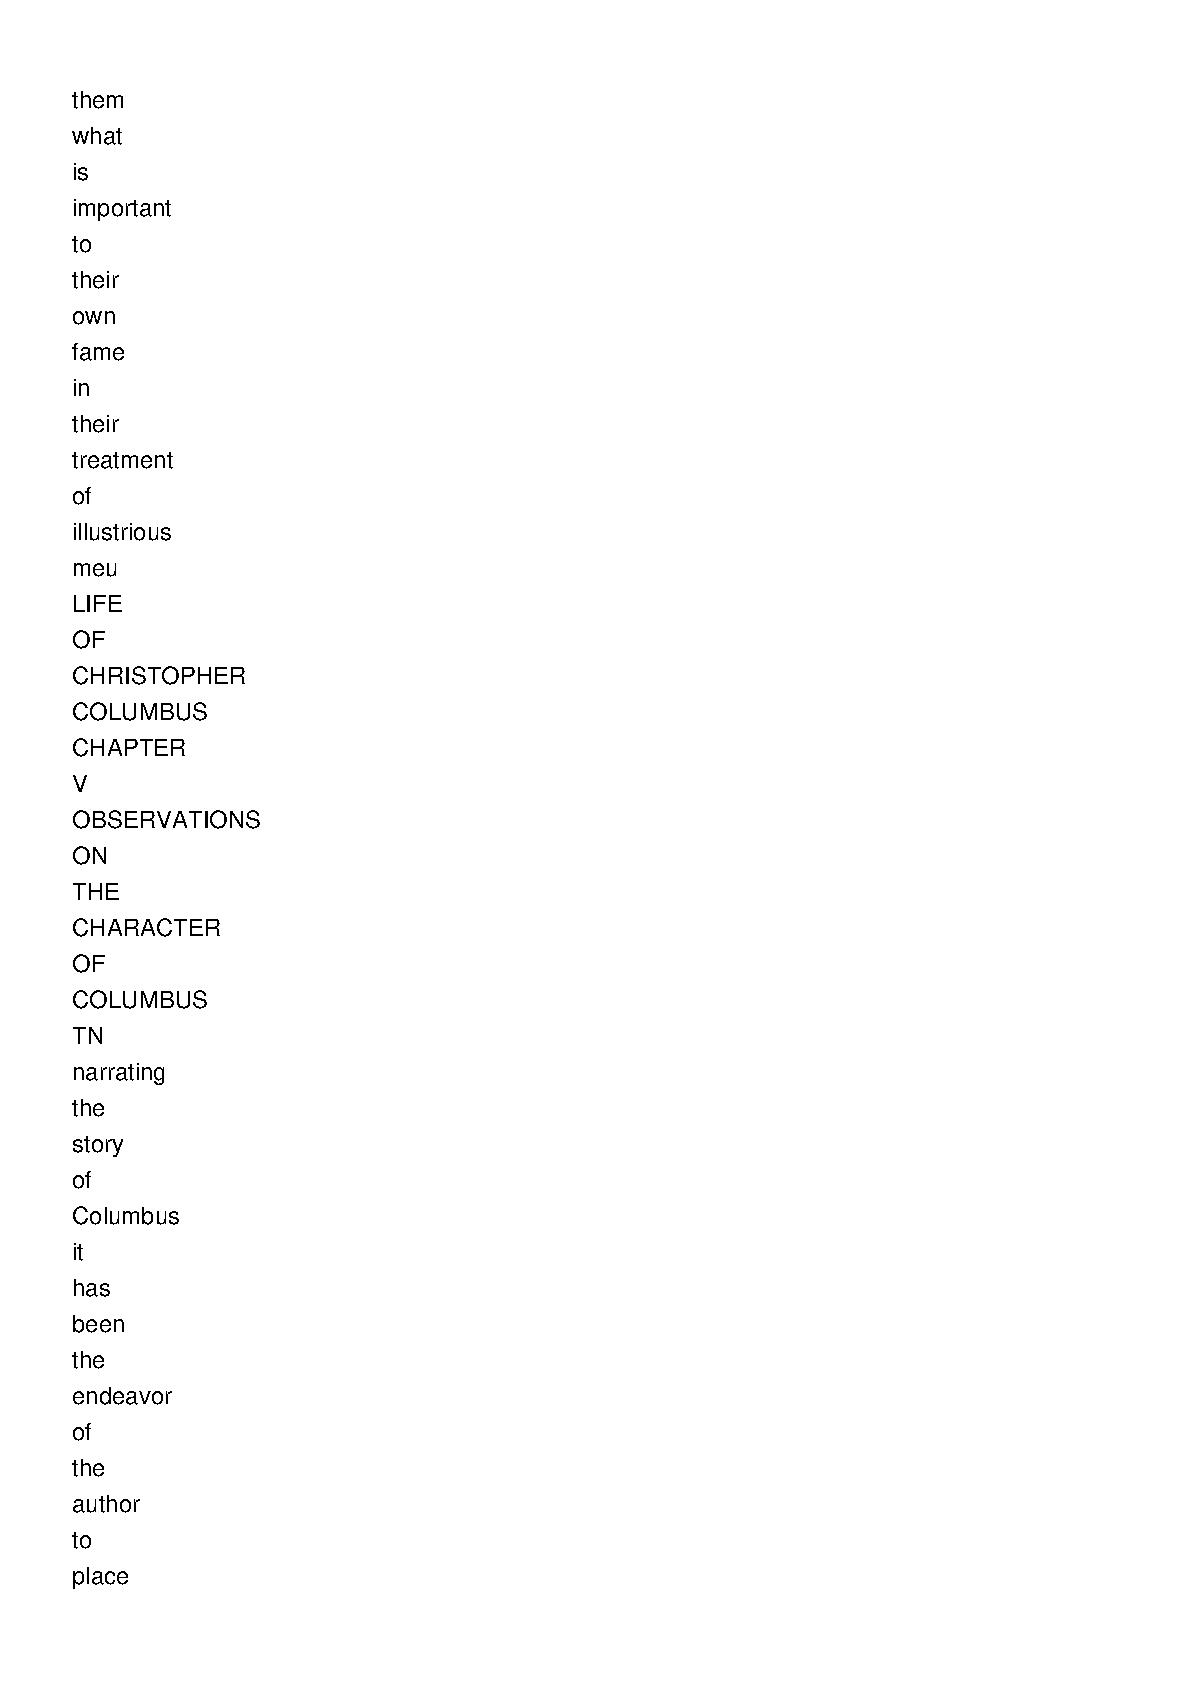 them
what
is
important
to
their
own
fame
in
their
treatment
of
illustrious
meu
LIFE
OF
CHRISTOPHER
COLUMBUS
CHAPTER
V
OBSERVATIONS
ON
THE
CHARACTER
OF
COLUMBUS
TN
narrating
the
story
of
Columbus
it
has
been
the
endeavor
of
the
author
to
place